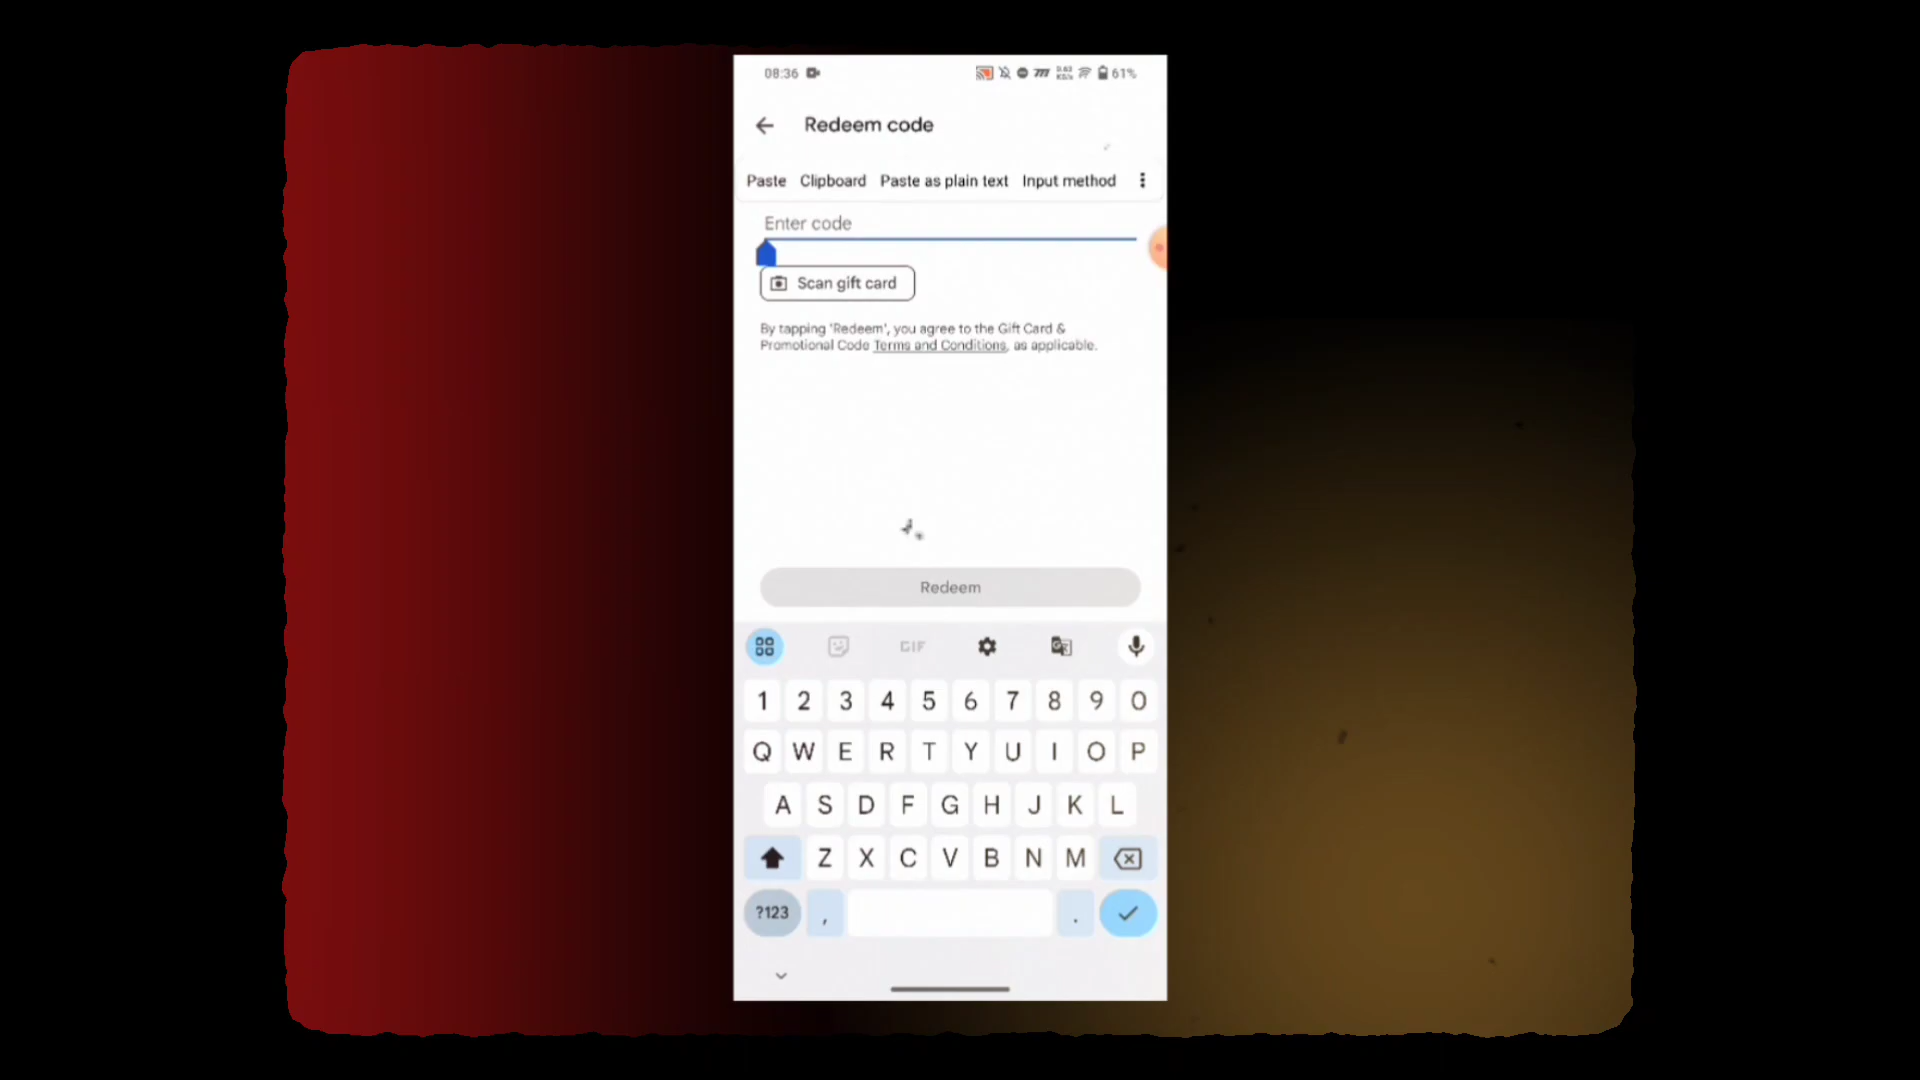 08:36 61%
Redeem code
Paste Clipboard Paste as plain text Input method
Enter code
Scan gift card
By tapping 'Redeem', you agree to the Gift Card &
Promotional Code Terms and Conditions, as applicable.
Redeem
GIF
1 2 3 4 5 6 7 8 9 0
Q W E R T Y U I O P
A S D F G H J K L
Z X C V B N M
?123 , .